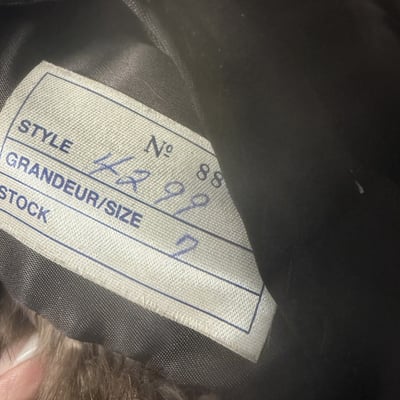 Nº 88
STYLE 4299
GRANDEUR/SIZE 7
STOCK